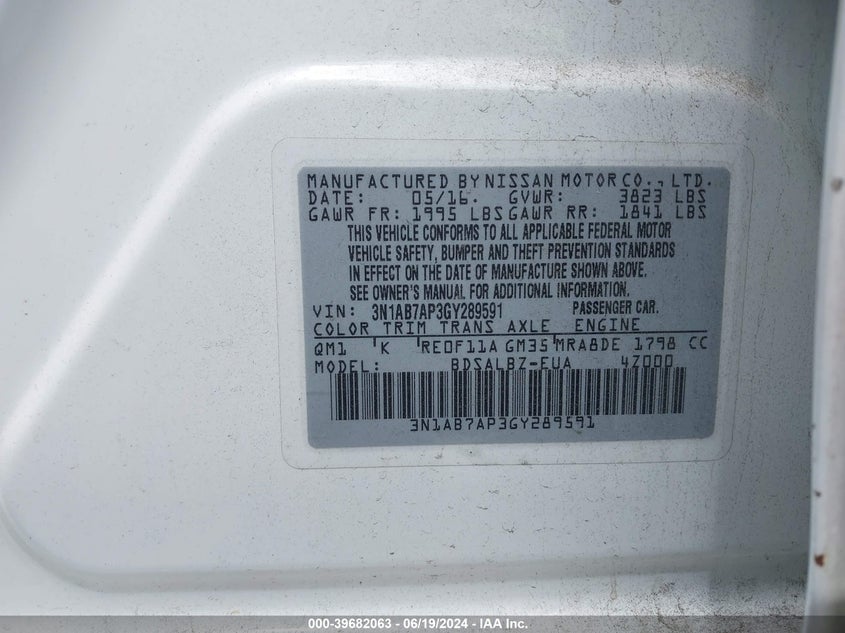 MANUFACTURED BY NISSAN MOTOR CO., LTD.
DATE: 05/16. GVWR: 3823 LBS
GAWR FR: 1995 LBS GAWR RR: 1841 LBS
THIS VEHICLE CONFORMS TO ALL APPLICABLE FEDERAL MOTOR
VEHICLE SAFETY, BUMPER AND THEFT PREVENTION STANDARDS
IN EFFECT ON THE DATE OF MANUFACTURE SHOWN ABOVE.
SEE OWNER'S MANUAL FOR ADDITIONAL INFORMATION.
VIN: 3N1AB7AP3GY289591 PASSENGER CAR.
COLOR TRIM TRANS AXLE ENGINE
QM1 K RE0F11A GM35 MRA8DE 1798 CC
MODEL: BDSALBZ-EUA 4Z000
3N1AB7AP3GY289591
000-39682063 - 06/19/2024 - IAAI Inc.